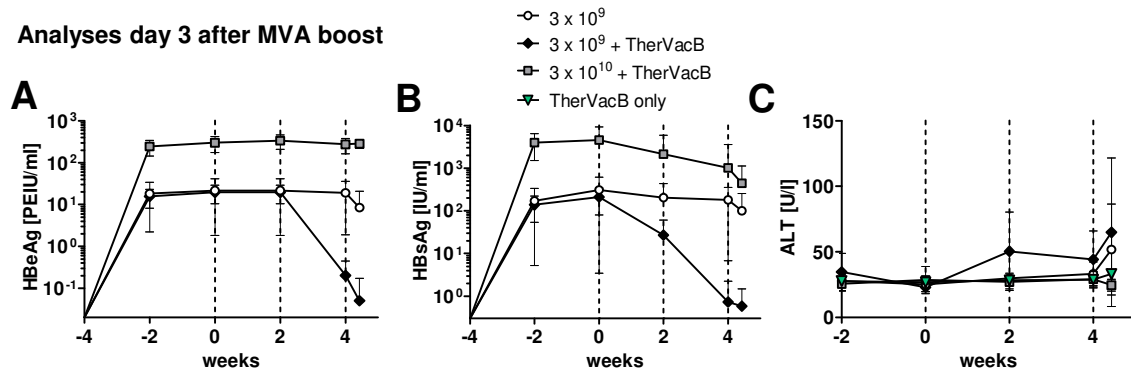 Analyses day 3 after MVA boost
3 x 10⁹
3 x 10⁹ + TherVacB
3 x 10¹⁰ + TherVacB
TherVacB only
A
HBeAg [PEIU/ml]
10³
10²
10¹
10⁻¹
10⁻¹
-4 -2 0 2 4
weeks
B
HBsAg [IU/ml]
10⁴
10³
10²
10¹
10⁰
-4 -2 0 2 4
weeks
C
ALT [U/l]
150
100
50
0
-2 0 2 4
weeks